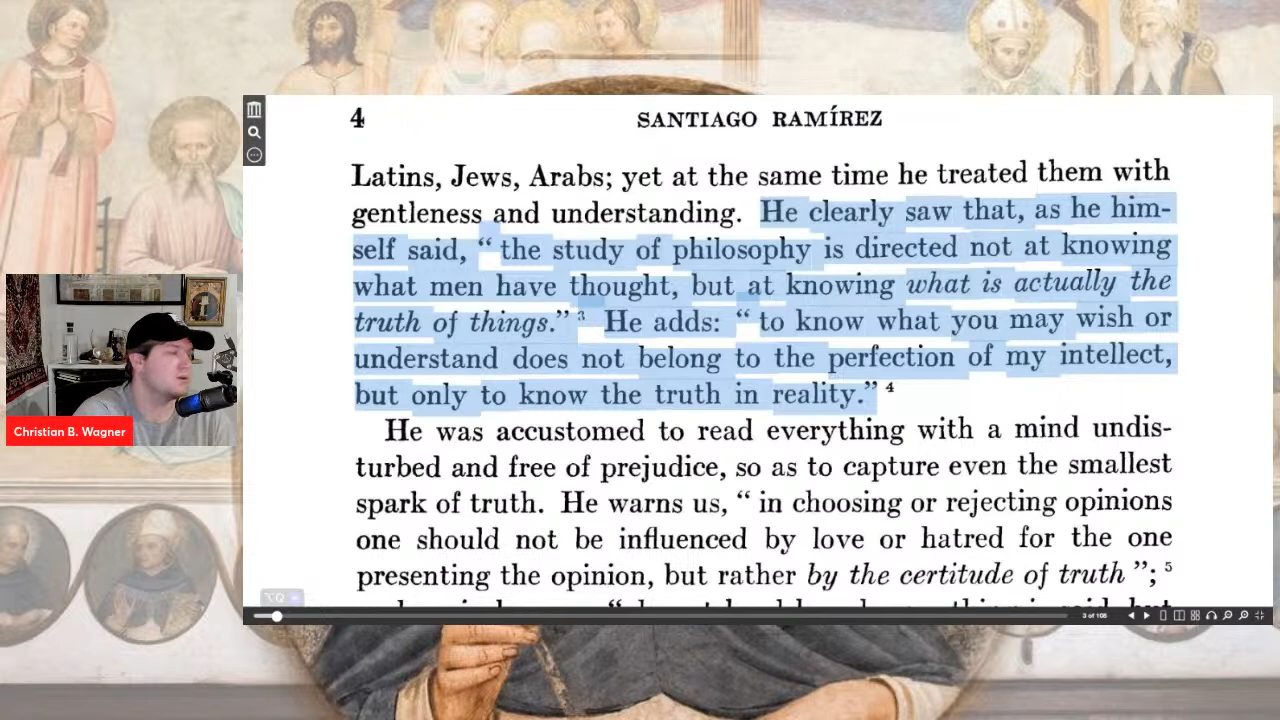 4
SANTIAGO RAMÍREZ
Latins, Jews, Arabs; yet at the same time he treated them with
gentleness and understanding. He clearly saw that, as he him-
self said, “ the study of philosophy is directed not at knowing
what men have thought, but at knowing what is actually the
truth of things.” 3 He adds: “ to know what you may wish or
understand does not belong to the perfection of my intellect,
but only to know the truth in reality.” 4
He was accustomed to read everything with a mind undis-
turbed and free of prejudice, so as to capture even the smallest
spark of truth. He warns us, “ in choosing or rejecting opinions
one should not be influenced by love or hatred for the one
presenting the opinion, but rather by the certitude of truth ”; 5
Christian B. Wagner
3 of 108